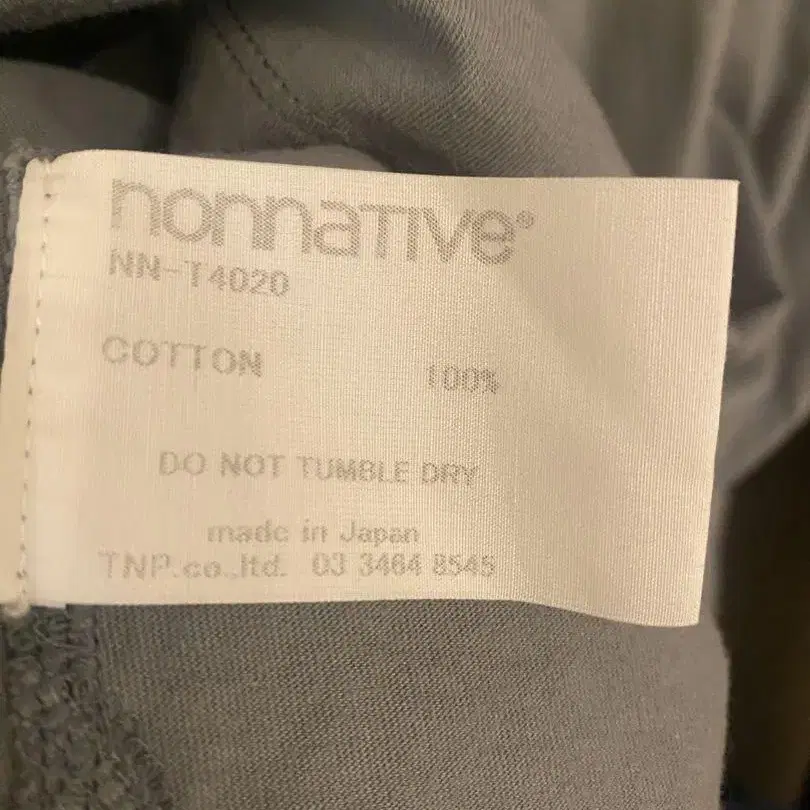 nonnative®
NN-T4020
COTTON 100%
DO NOT TUMBLE DRY
made in Japan
TNP.co.,ltd. 03 3464 8545